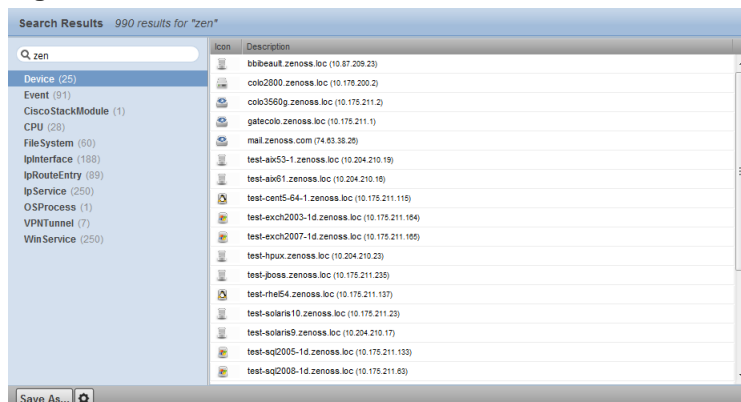 Search Results 990 results for "zen"
zen
Device (25)
Event (91)
CiscoStackModule (1)
CPU (28)
FileSystem (60)
IpInterface (188)
IpRouteEntry (89)
IpService (250)
OSProcess (1)
VPNTunnel (7)
WinService (250)
Icon Description
bbibeault.zenoss.loc (10.87.209.23)
colo2800.zenoss.loc (10.176.200.2)
colo3560g.zenoss.loc (10.175.211.2)
gatecolo.zenoss.loc (10.175.211.1)
mail.zenoss.com (74.63.38.26)
test-aix53-1.zenoss.loc (10.204.210.19)
test-aix61.zenoss.loc (10.204.210.16)
test-cent5-64-1.zenoss.loc (10.175.211.115)
test-exch2003-1d.zenoss.loc (10.175.211.164)
test-exch2007-1d.zenoss.loc (10.175.211.165)
test-hpux.zenoss.loc (10.204.210.23)
test-jboss.zenoss.loc (10.175.211.235)
test-rhel54.zenoss.loc (10.175.211.137)
test-solaris10.zenoss.loc (10.175.211.23)
test-solaris9.zenoss.loc (10.204.210.17)
test-sql2005-1d.zenoss.loc (10.175.211.133)
test-sql2008-1d.zenoss.loc (10.175.211.63)
Save As...